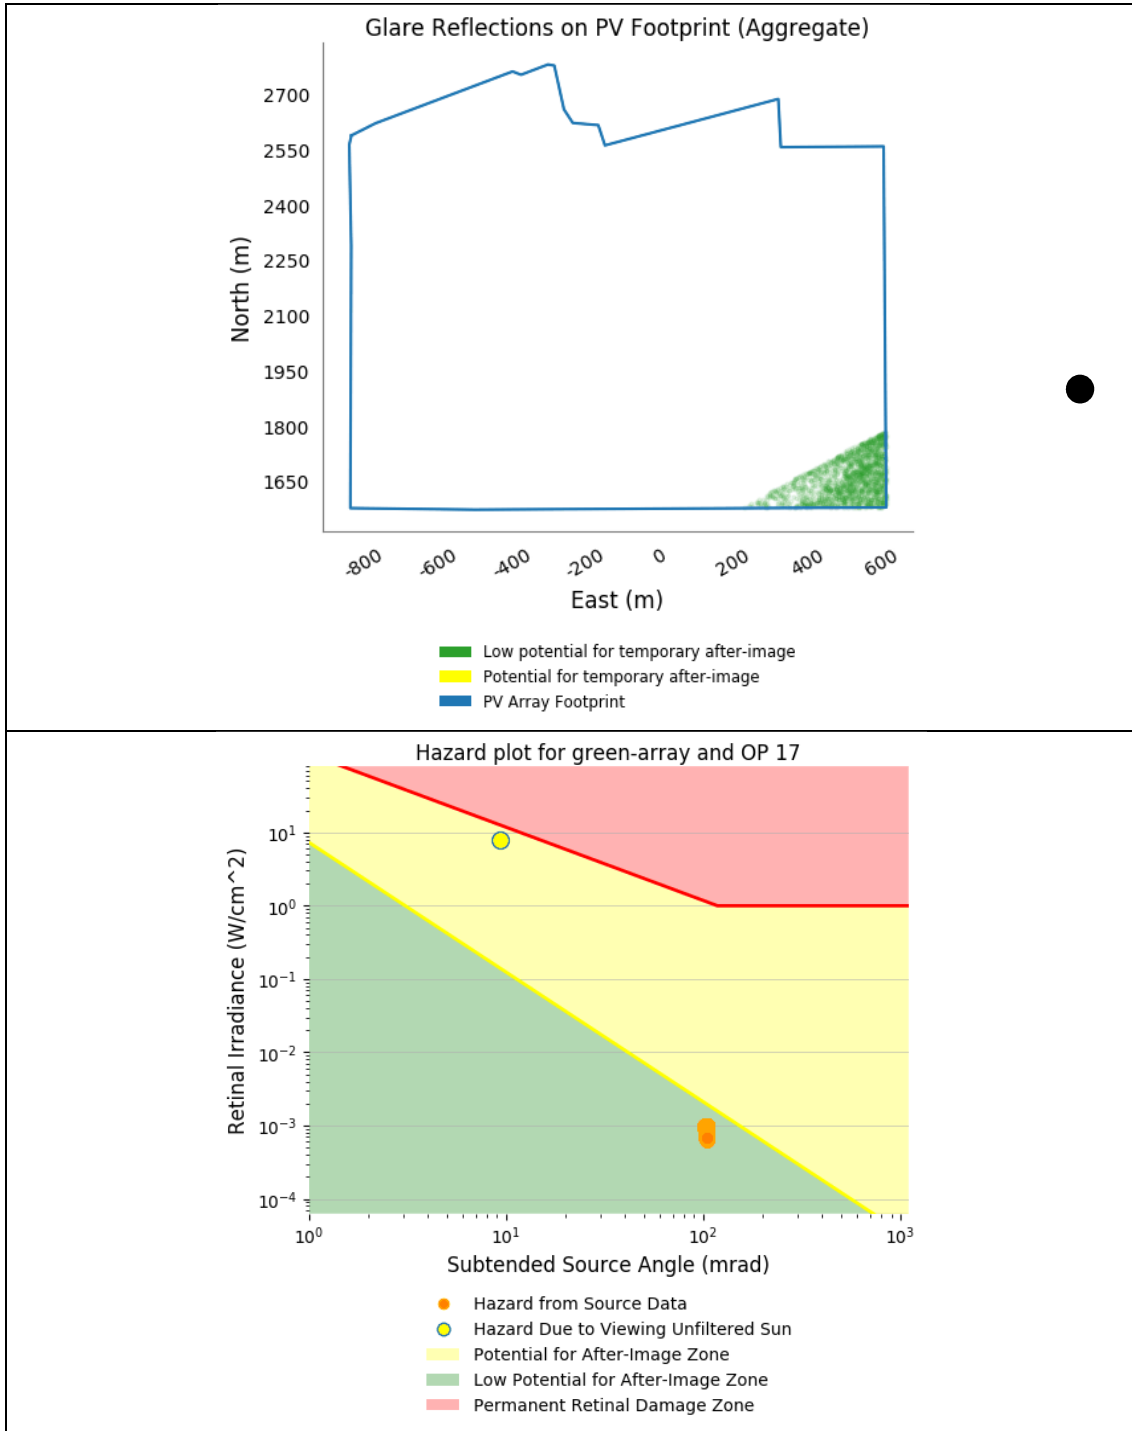 Glare Reflections on PV Footprint (Aggregate)
2700
2550
2400
2250
2100
1950
1800
1650
North (m)
-800 -600 -400 -200 0 200 400 600
East (m)
Low potential for temporary after-image
Potential for temporary after-image
PV Array Footprint
Hazard plot for green-array and OP 17
10^1
10^0
10^-1
10^-2
10^-3
10^-4
Retinal Irradiance (W/cm^2)
10^0 10^1 10^2 10^3
Subtended Source Angle (mrad)
Hazard from Source Data
Hazard Due to Viewing Unfiltered Sun
Potential for After-Image Zone
Low Potential for After-Image Zone
Permanent Retinal Damage Zone